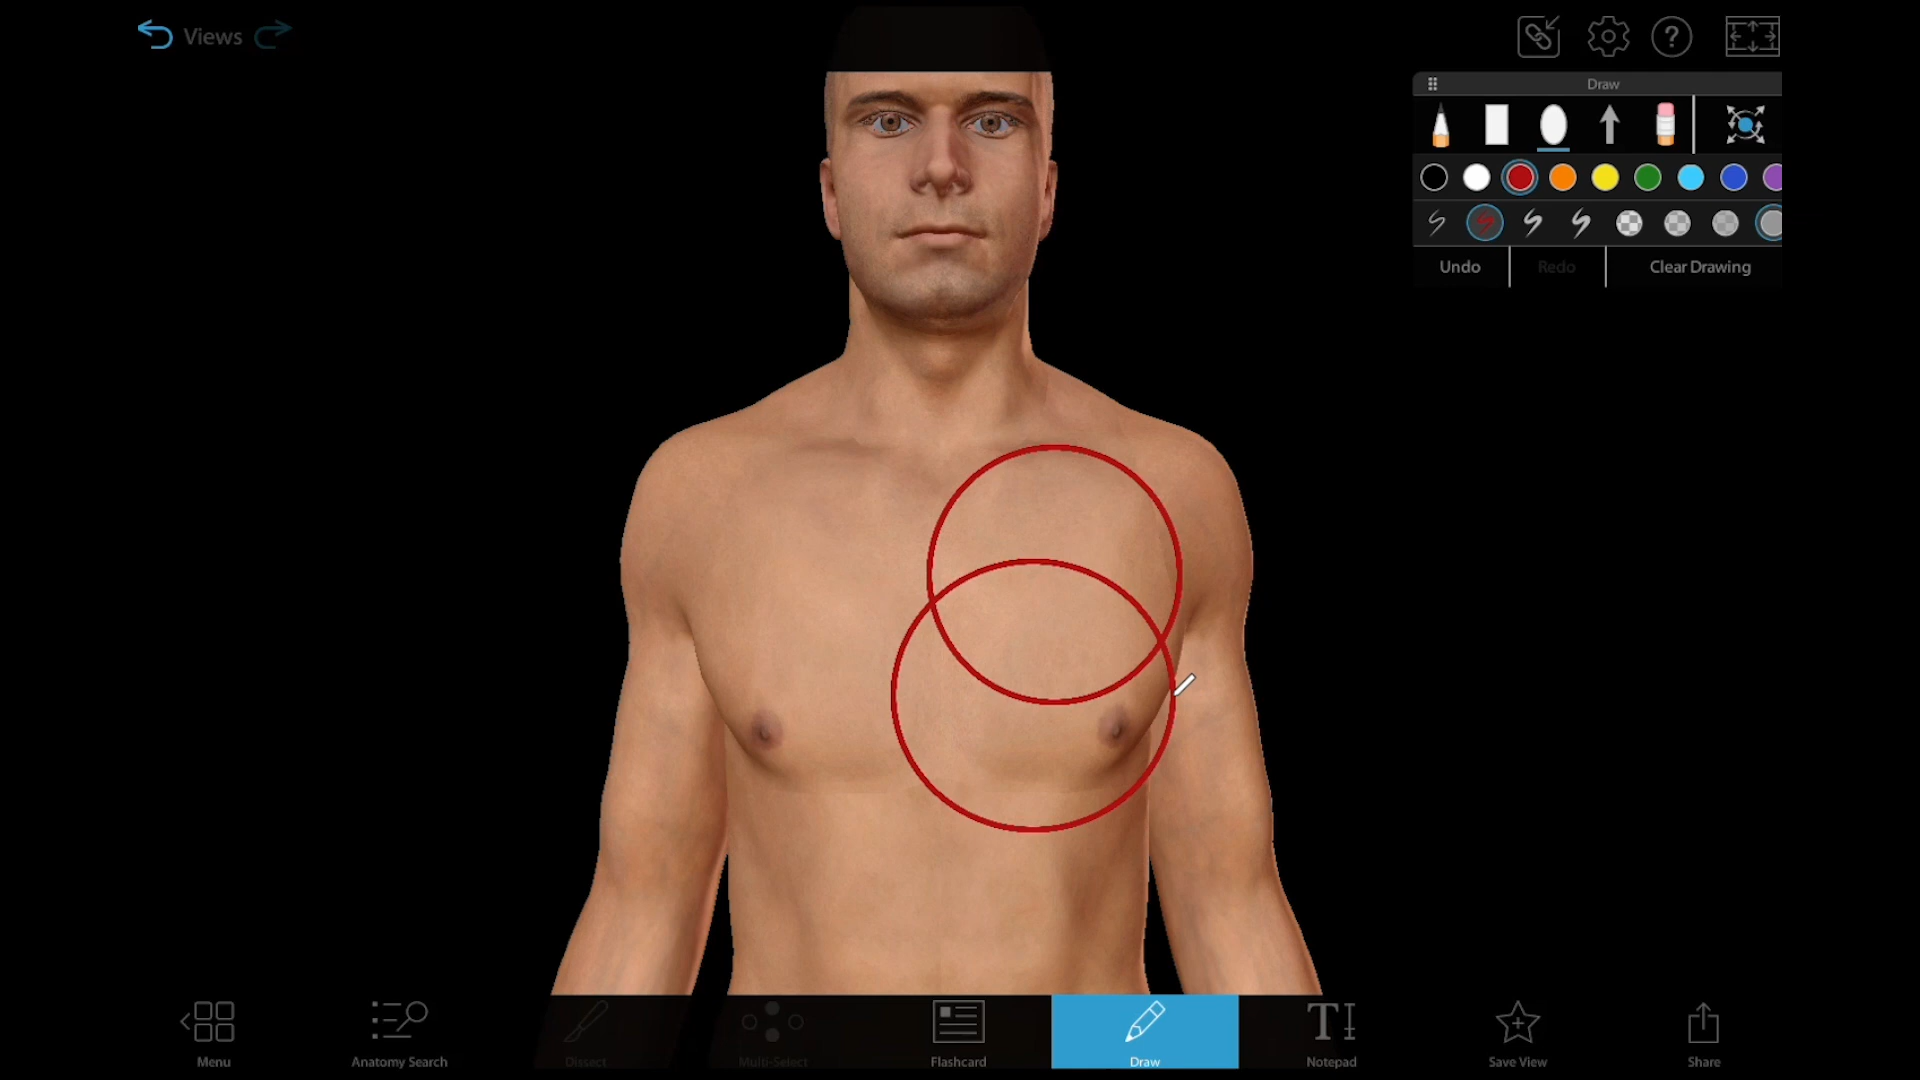 Views
Draw
Undo
Redo
Clear Drawing
Menu
Anatomy Search
Dissect
Multi-Select
Flashcard
Draw
Notepad
Save View
Share